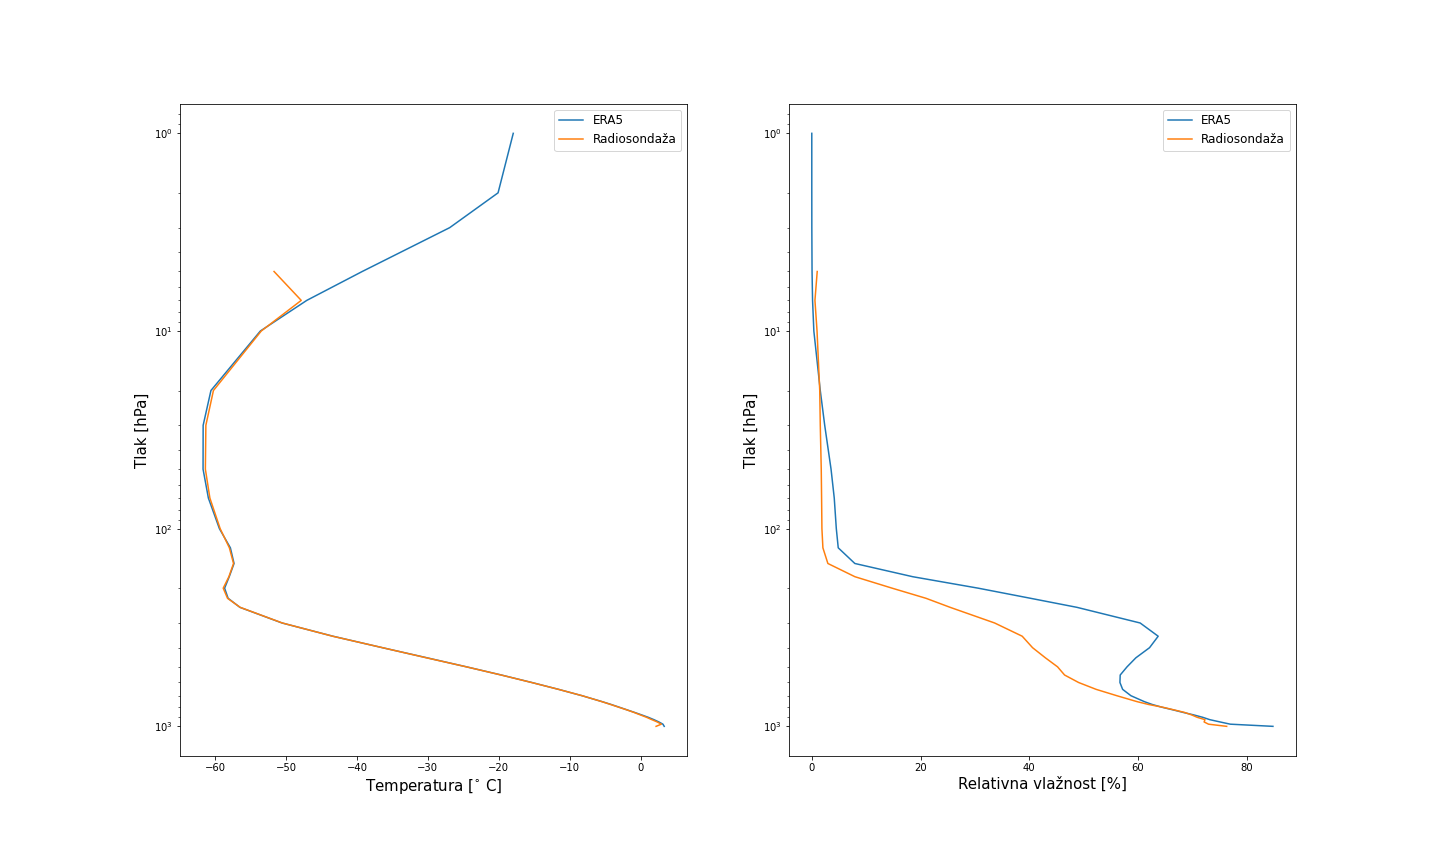 ERA5
Radiosondaža
10⁰
10¹
10²
10³
Tlak [hPa]
−60 −50 −40 −30 −20 −10 0
Temperatura [° C]
ERA5
Radiosondaža
10⁰
10¹
10²
10³
Tlak [hPa]
0 20 40 60 80
Relativna vlažnost [%]